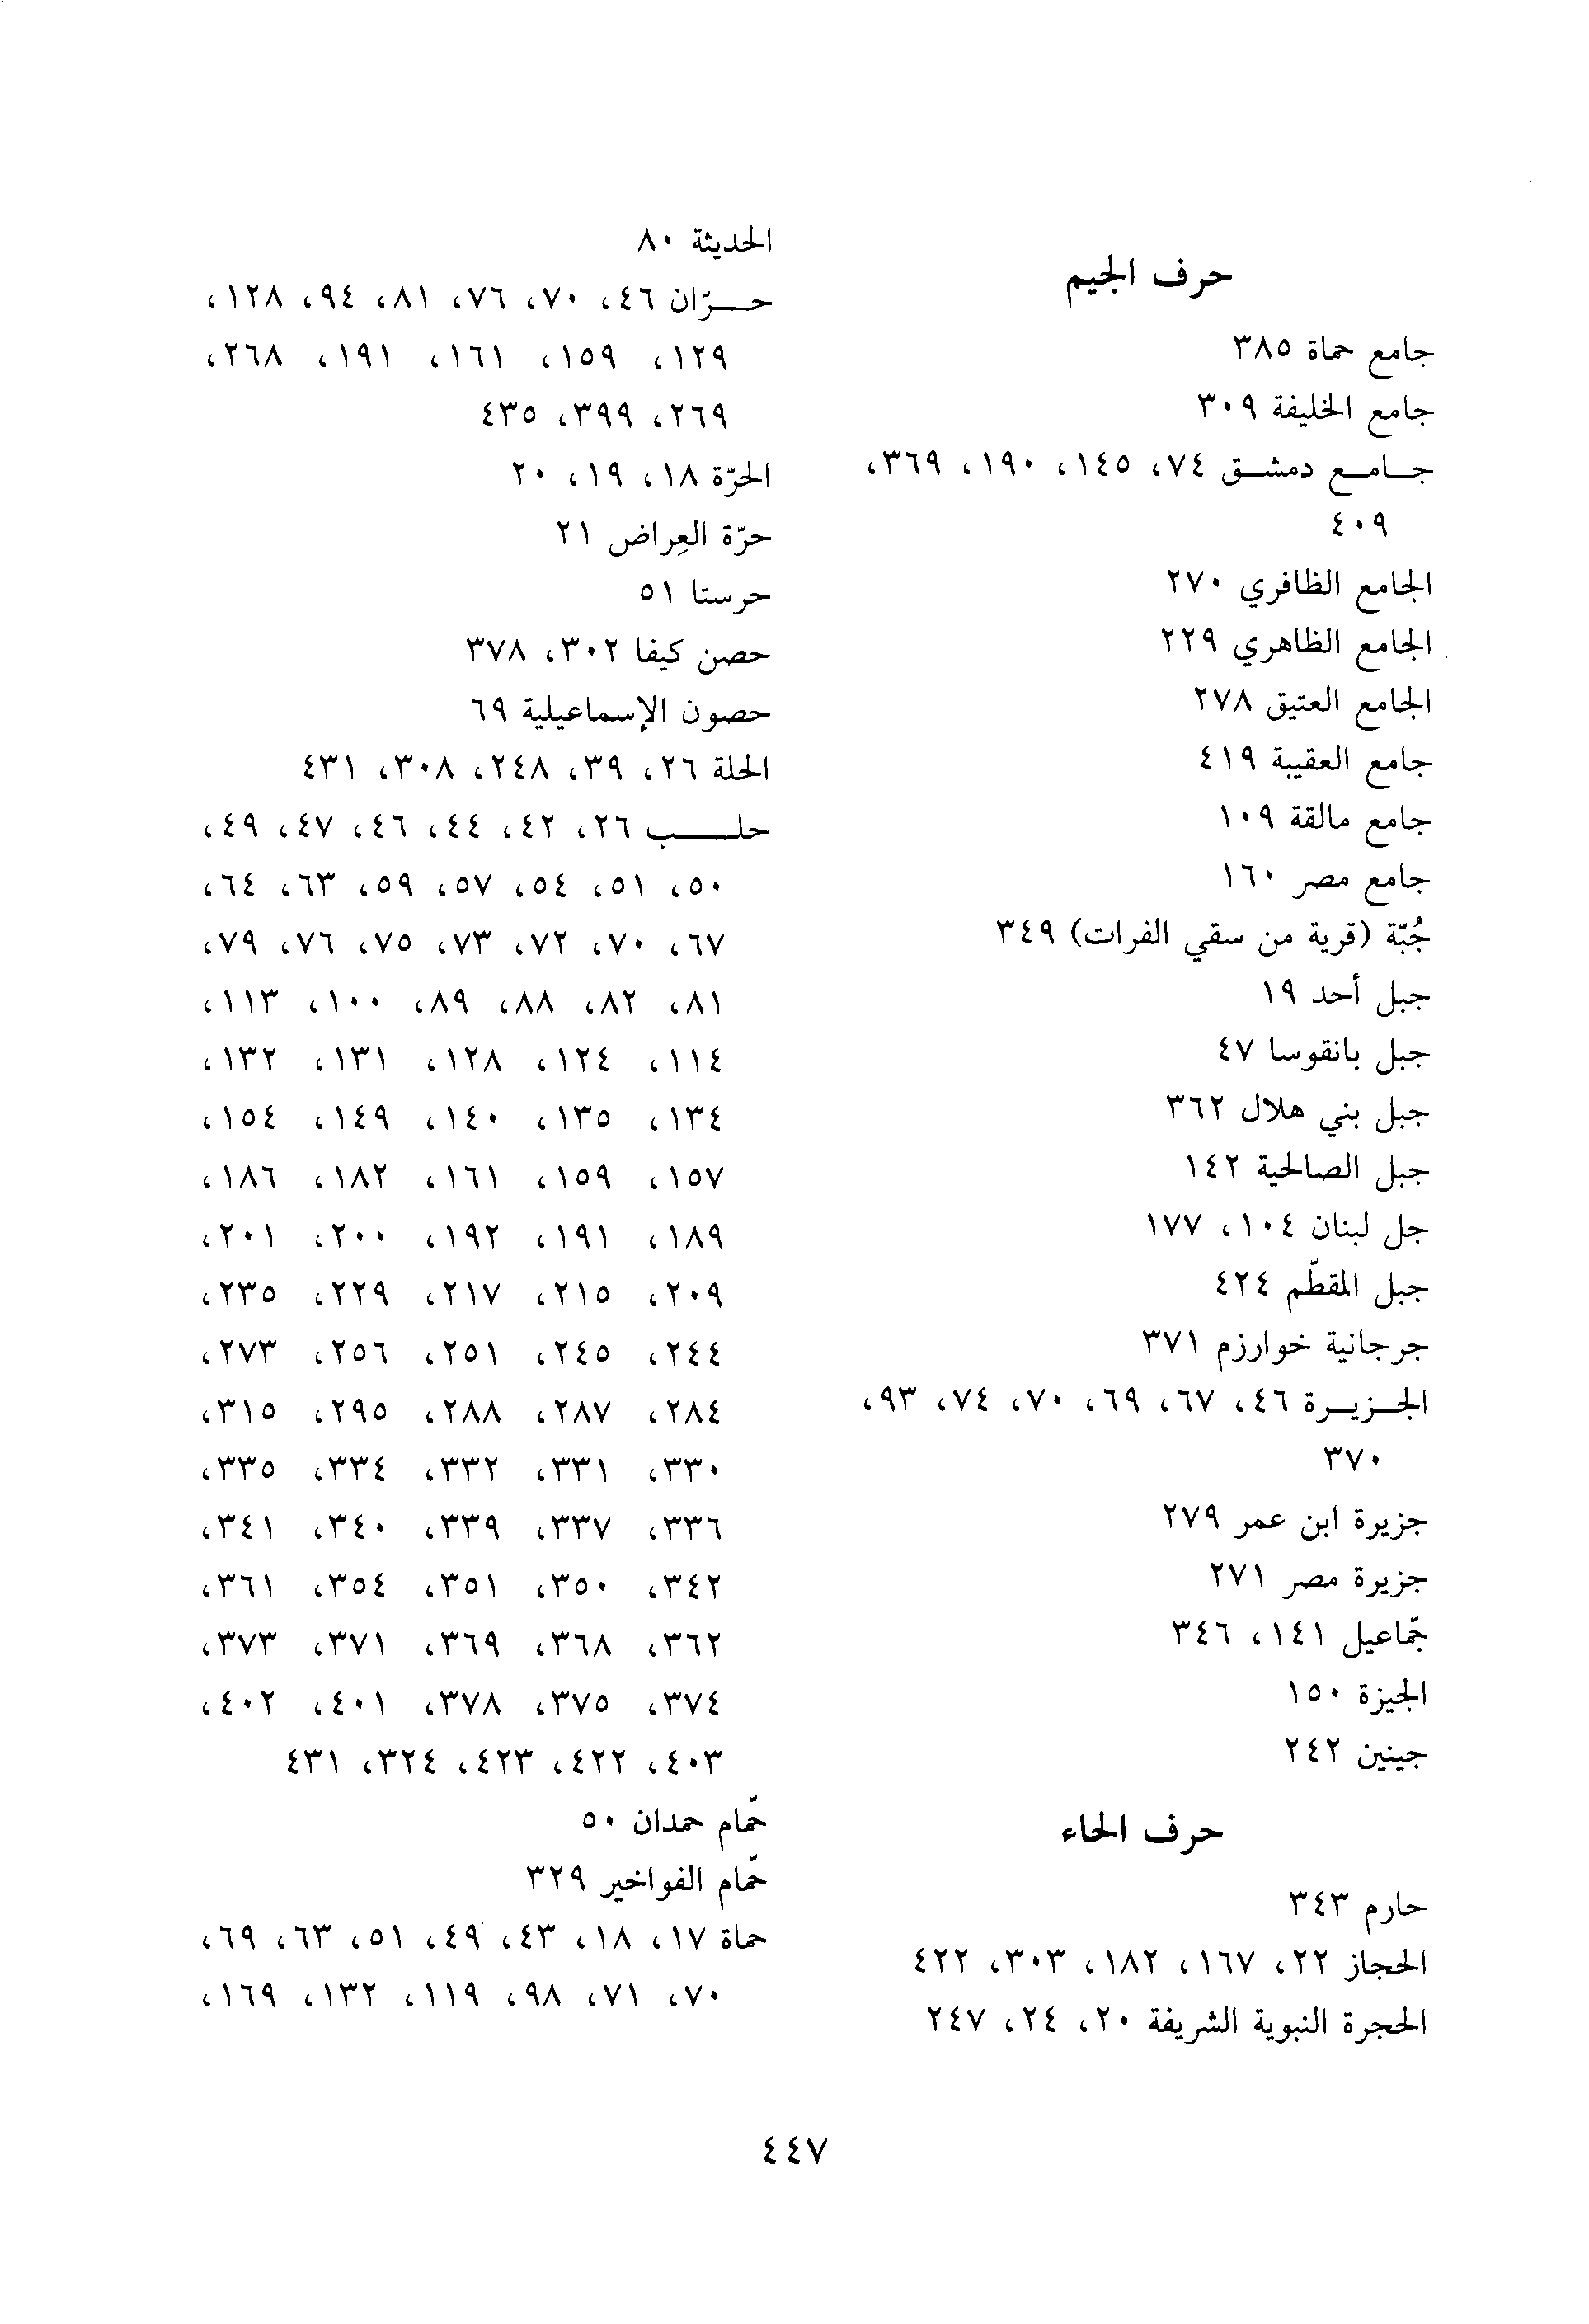 حرف الجيم
جامع حماة ٣٨٥
جامع الخليفة ٣٠٩
جامع دمشق ٧٤، ١٤٥، ١٩٠، ٣٦٩،
٤٠٩
الجامع الظافري ٢٧٠
الجامع الظاهري ٢٢٩
الجامع العتيق ٢٧٨
جامع العقيبة ٤١٩
جامع مالقة ١٠٩
جامع مصر ١٦٠
جُبّة (قرية من سقي الفرات) ٣٤٩
جبل أحد ١٩
جبل بانقوسا ٤٧
جبل بني هلال ٣٦٢
جبل الصالحية ١٤٢
جل لبنان ١٠٤، ١٧٧
جبل المقطّم ٤٢٤
جرجانية خوارزم ٣٧١
الجزيرة ٤٦، ٦٧، ٦٩، ٧٠، ٧٤، ٩٣،
٣٧٠
جزيرة ابن عمر ٢٧٩
جزيرة مصر ٢٧١
جمّاعيل ١٤١، ٣٤٦
الجيزة ١٥٠
جينين ٢٤٢
حرف الحاء
حارم ٣٤٣
الحجاز ٢٢، ١٦٧، ١٨٢، ٣٠٣، ٤٢٢
الحجرة النبوية الشريفة ٢٠، ٢٤، ٢٤٧
الحديثة ٨٠
حرّان ٤٦، ٧٠، ٧٦، ٨١، ٩٤، ١٢٨،
١٢٩، ١٥٩، ١٦١، ١٩١، ٢٦٨،
٢٦٩، ٣٩٩، ٤٣٥
الحرّة ١٨، ١٩، ٢٠
حرّة العِراض ٢١
حرستا ٥١
حصن كيفا ٣٠٢، ٣٧٨
حصون الإسماعيلية ٦٩
الحلة ٢٦، ٣٩، ٢٤٨، ٣٠٨، ٤٣١
حلب ٢٦، ٤٢، ٤٤، ٤٦، ٤٧، ٤٩،
٥٠، ٥١، ٥٤، ٥٧، ٥٩، ٦٣، ٦٤،
٦٧، ٧٠، ٧٢، ٧٣، ٧٥، ٧٦، ٧٩،
٨١، ٨٢، ٨٨، ٨٩، ١٠٠، ١١٣،
١١٤، ١٢٤، ١٢٨، ١٣١، ١٣٢،
١٣٤، ١٣٥، ١٤٠، ١٤٩، ١٥٤،
١٥٧، ١٥٩، ١٦١، ١٨٢، ١٨٦،
١٨٩، ١٩١، ١٩٢، ٢٠٠، ٢٠١،
٢٠٩، ٢١٥، ٢١٧، ٢٢٩، ٢٣٥،
٢٤٤، ٢٤٥، ٢٥١، ٢٥٦، ٢٧٣،
٢٨٤، ٢٨٧، ٢٨٨، ٢٩٥، ٣١٥،
٣٣٠، ٣٣١، ٣٣٢، ٣٣٤، ٣٣٥،
٣٣٦، ٣٣٧، ٣٣٩، ٣٤٠، ٣٤١،
٣٤٢، ٣٥٠، ٣٥١، ٣٥٤، ٣٦١،
٣٦٢، ٣٦٨، ٣٦٩، ٣٧١، ٣٧٣،
٣٧٤، ٣٧٥، ٣٧٨، ٤٠١، ٤٠٢،
٤٠٣، ٤٢٢، ٤٢٣، ٣٢٤، ٤٣١
حمّام حمدان ٥٠
حمّام الفواخير ٣٢٩
حماة ١٧، ١٨، ٤٣، ٤٩، ٥١، ٦٣، ٦٩،
٧٠، ٧١، ٩٨، ١١٩، ١٣٢، ١٦٩،
٤٤٧